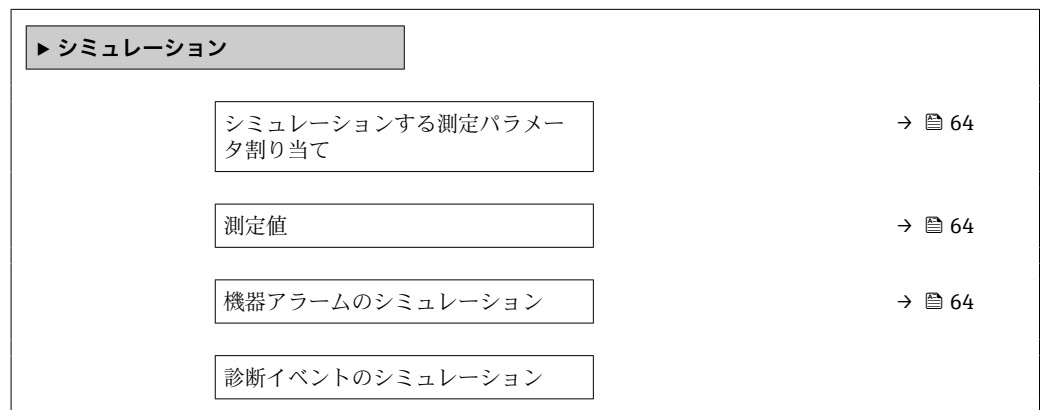 ▶ シミュレーション
シミュレーションする測定パラメー
タ割り当て
→ 64
測定値
→ 64
機器アラームのシミュレーション
→ 64
診断イベントのシミュレーション